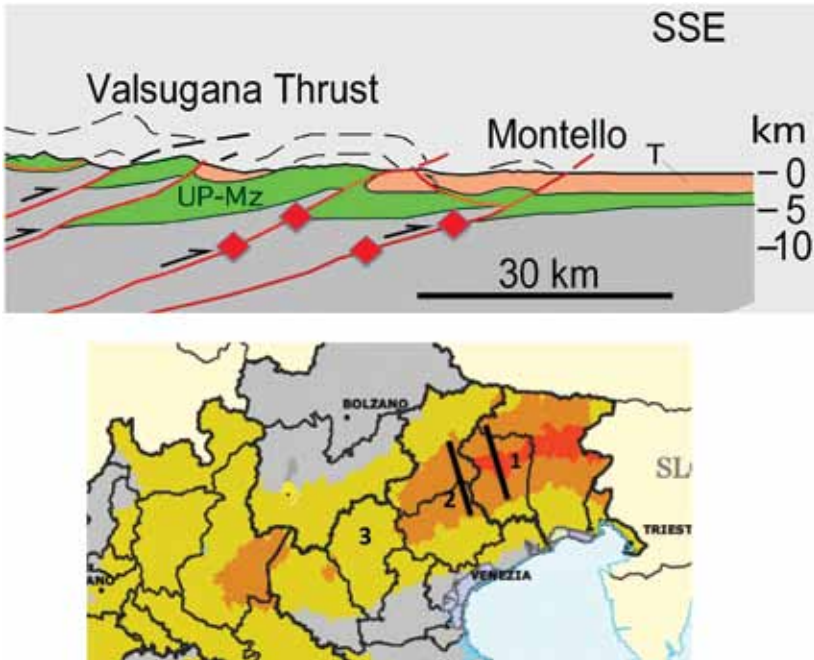 SSE
Valsugana Thrust
Montello
km
T
0
UP-Mz
5
10
30 km
BOLZANO
1
SL
2
3
TRIEST
VENEZIA
ANO